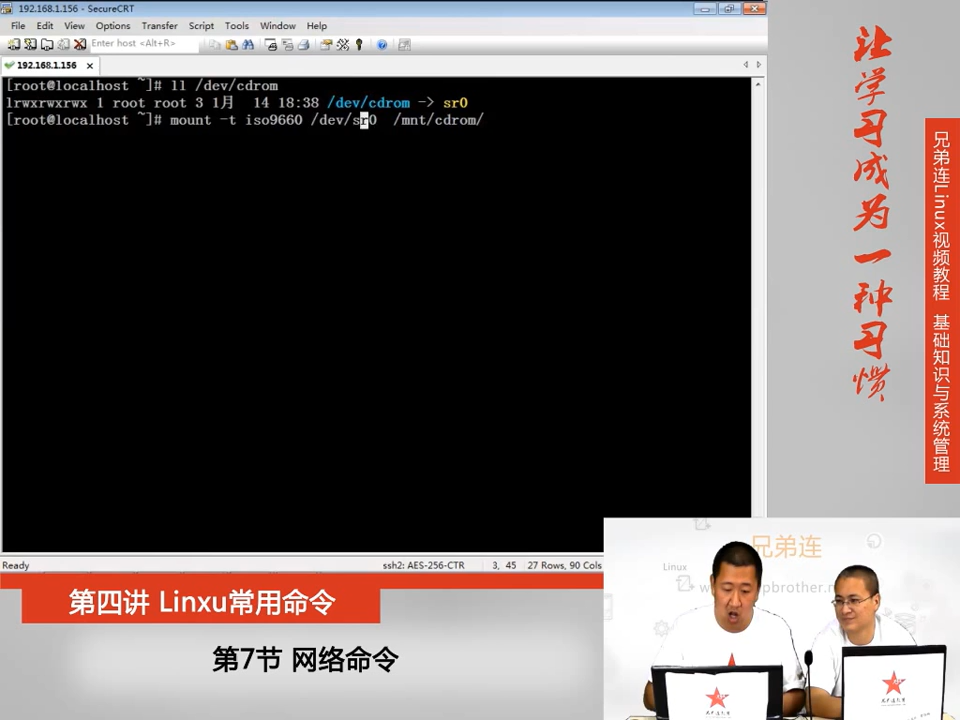 192.168.1.156 - SecureCRT
File Edit View Options Transfer Script Tools Window Help
Enter host <Alt+R>
192.168.1.156
[root@localhost ~]# ll /dev/cdrom
lrwxrwxrwx 1 root root 3 1月 14 18:38 /dev/cdrom -> sr0
[root@localhost ~]# mount -t iso9660 /dev/sr0 /mnt/cdrom/
Ready ssh2: AES-256-CTR 3, 45 27 Rows, 90 Cols
让学习成为一种习惯
兄弟连Linux视频教程 基础知识与系统管理
兄弟连
Linux
第四讲 Linxu常用命令
第7节 网络命令